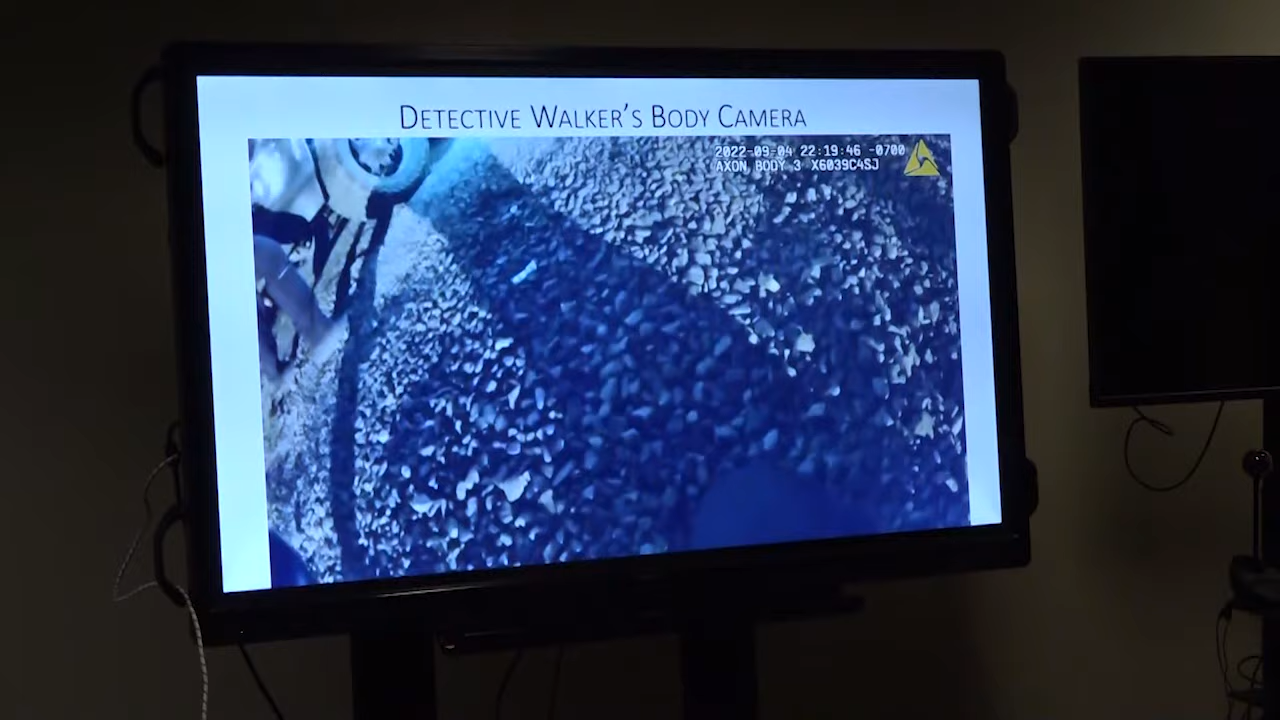 DETECTIVE WALKER'S BODY CAMERA
2022-09-04 22:19:46 -0700
AXON BODY 3 X6039C4SJ